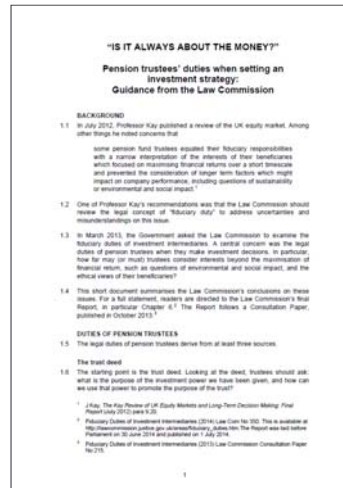 "IS IT ALWAYS ABOUT THE MONEY?"
Pension trustees' duties when setting an
investment strategy:
Guidance from the Law Commission
BACKGROUND
1.1 In July 2012, Professor Kay published a review of the UK equity market. Among
other things he noted concerns that
some pension fund trustees equated their fiduciary responsibilities
with a narrow interpretation of the interests of their beneficiaries
which focused on maximising financial returns over a short timescale
and prevented the consideration of longer term factors which might
impact on company performance, including questions of sustainability
or environmental and social impact.1
1.2 One of Professor Kay's recommendations was that the Law Commission should
review the legal concept of "fiduciary duty" to address uncertainties and
misunderstandings on this issue.
1.3 In March 2013, the Government asked the Law Commission to examine the
fiduciary duties of investment intermediaries. A central concern was the legal
duties of pension trustees when they make investment decisions. In particular,
how far may (or must) trustees consider interests beyond the maximisation of
financial return, such as questions of environmental and social impact, and the
ethical views of their beneficiaries?
1.4 This short document summarises the Law Commission's conclusions on these
issues. For a full statement, readers are directed to the Law Commission's final
Report, in particular Chapter 6.2 The Report follows a Consultation Paper,
published in October 2013.3
DUTIES OF PENSION TRUSTEES
1.5 The legal duties of pension trustees derive from at least three sources.
The trust deed
1.6 The starting point is the trust deed. Looking at the deed, trustees should ask:
what is the purpose of the investment power we have been given, and how can
we use that power to promote the purpose of the trust?
1 J Kay, The Kay Review of UK Equity Markets and Long-Term Decision Making: Final
Report (July 2012) para 9.20.
2 Fiduciary Duties of Investment Intermediaries (2014) Law Com No 350. This is available at
http://lawcommission.justice.gov.uk/areas/fiduciary_duties.htm. The Report was laid before
Parliament on 30 June 2014 and published on 1 July 2014.
3 Fiduciary Duties of Investment Intermediaries (2013) Law Commission Consultation Paper
No 215.
1